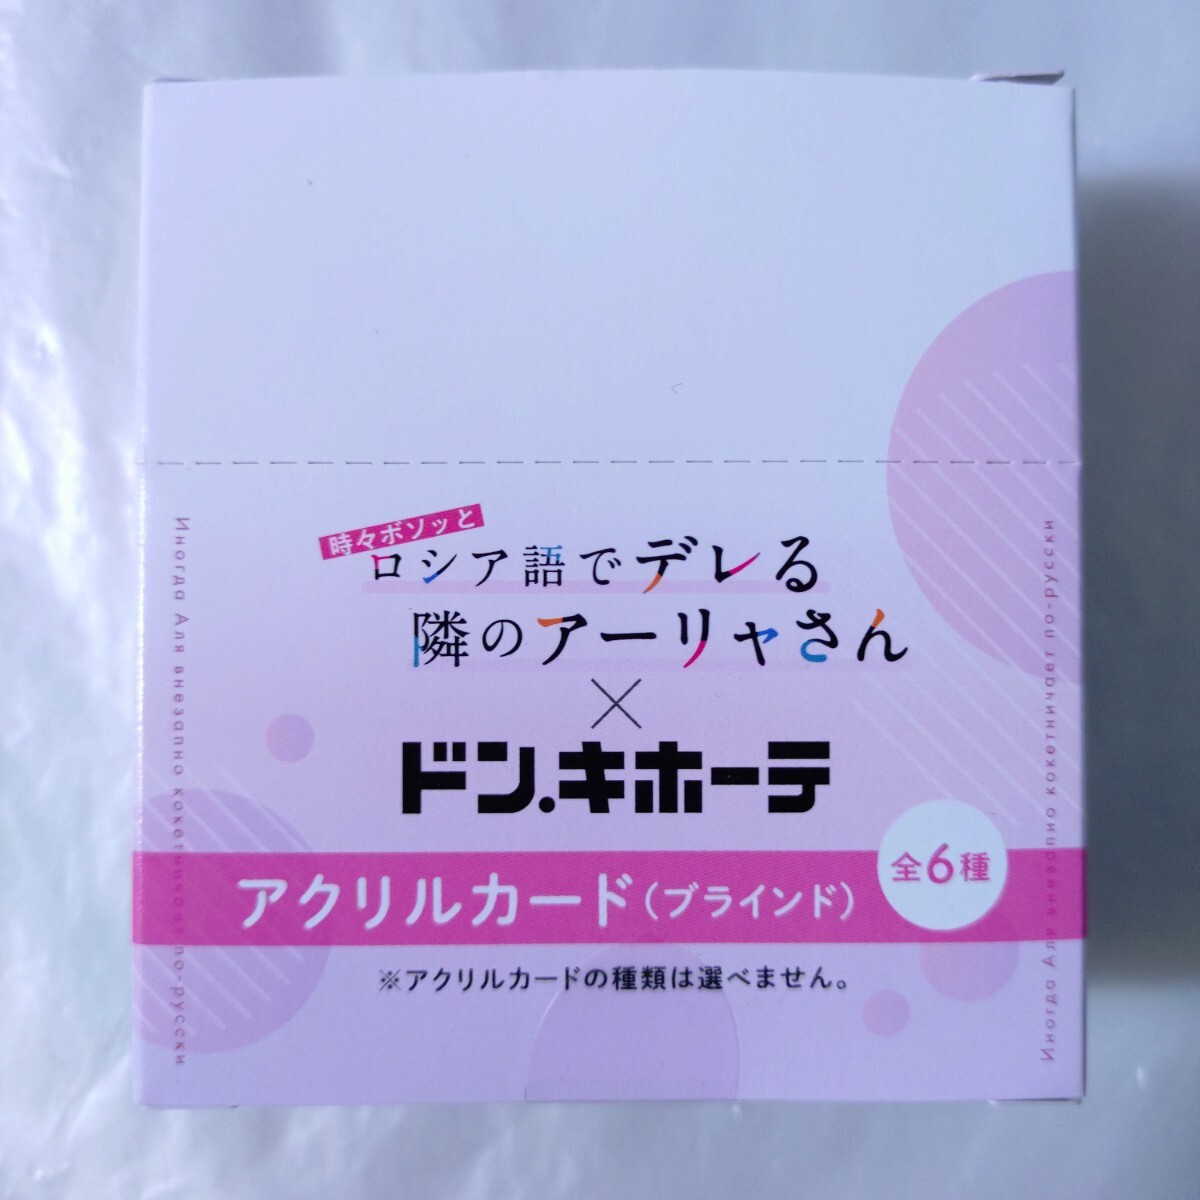 時々ボソッと
ロシア語でデレる
隣のアーリャさん
×
ドン.キホーテ
アクリルカード(ブラインド)
全6種
※アクリルカードの種類は選べません。
Иногда Аля внезапно кокетничает по-русски
Иногда Аля внезапно кокетничает по-русски